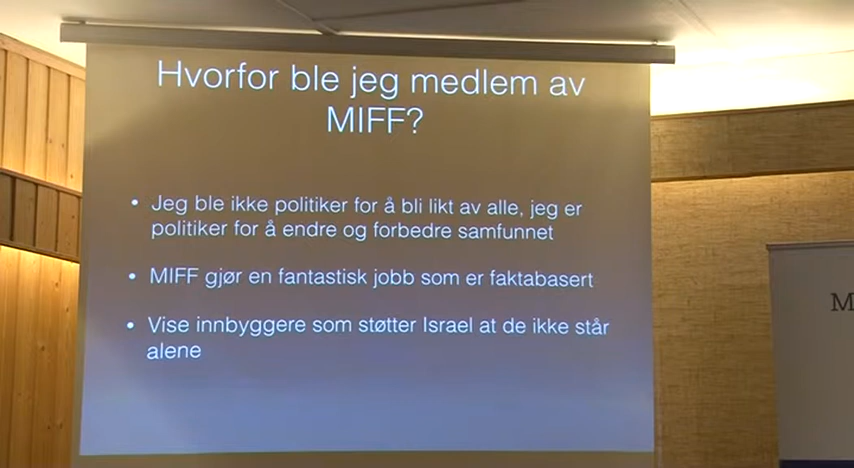 Hvorfor ble jeg medlem av
MIFF?
• Jeg ble ikke politiker for å bli likt av alle, jeg er
politiker for å endre og forbedre samfunnet
• MIFF gjør en fantastisk jobb som er faktabasert
• Vise innbyggere som støtter Israel at de ikke står
alene
M